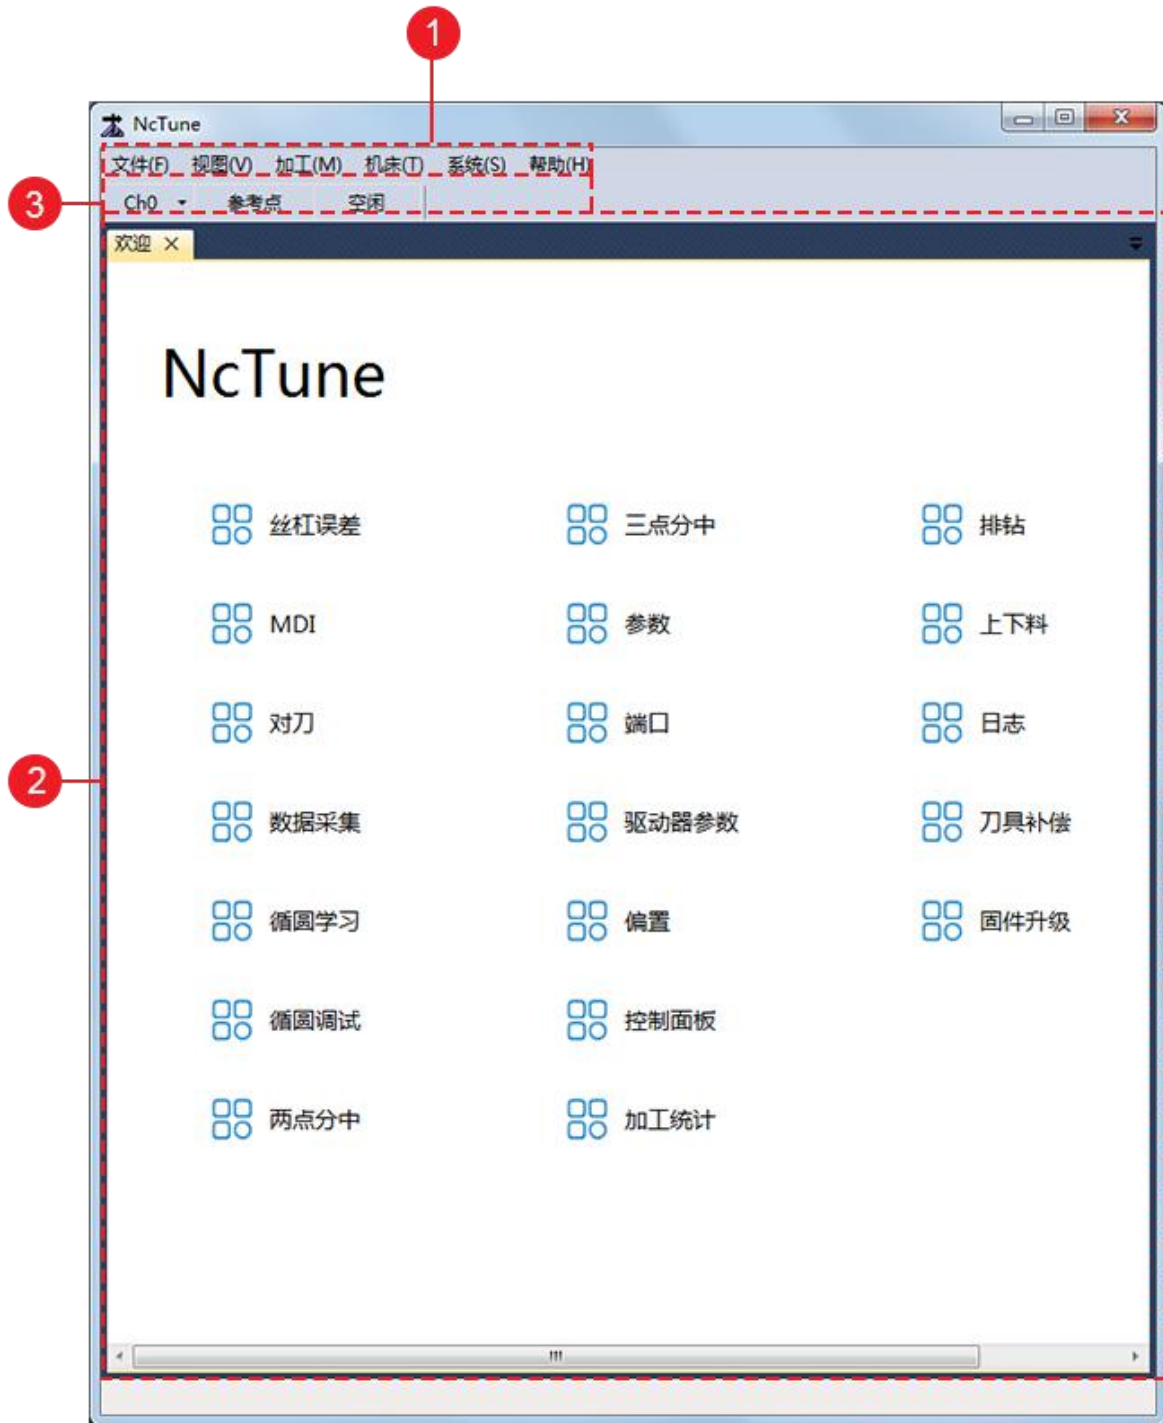 1
NcTune
文件(F) 视图(V) 加工(M) 机床(T) 系统(S) 帮助(H)
3
Ch0 参考点 空闲
欢迎
NcTune
丝杠误差 三点分中 排钻
MDI 参数 上下料
对刀 端口 日志
2
数据采集 驱动器参数 刀具补偿
循圆学习 偏置 固件升级
循圆调试 控制面板
两点分中 加工统计